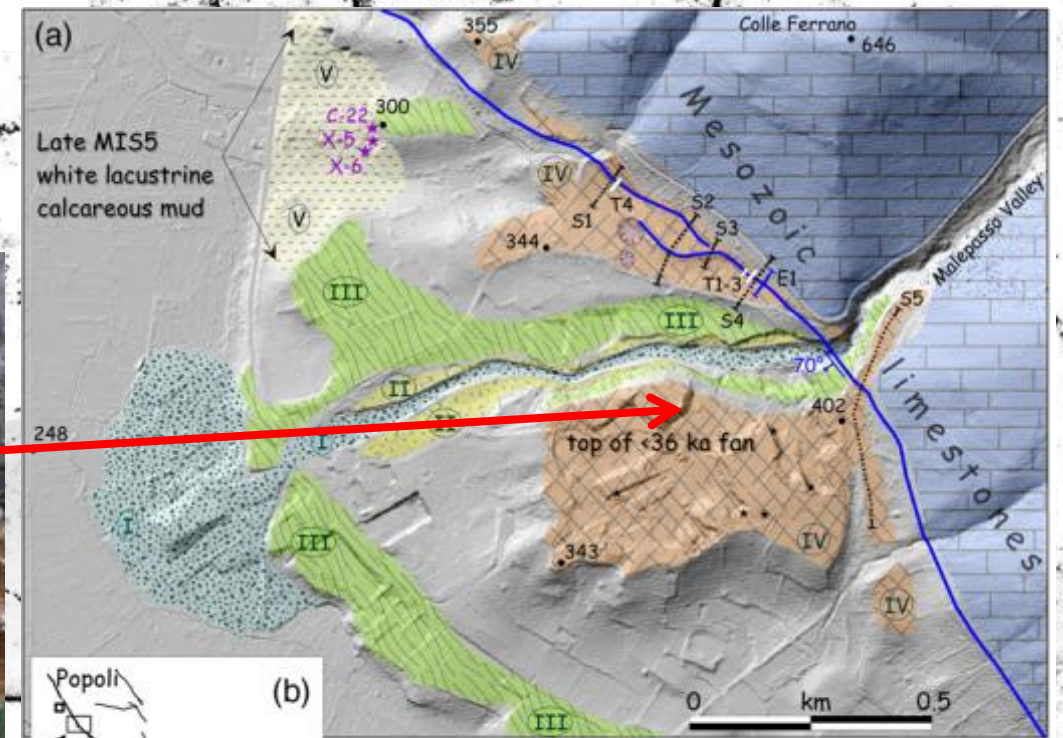 (a)
355
Colle Ferrano
646
IV
V
Late MIS5
white lacustrine
calcareous mud
C-22
300
X-5
X-6
Mesozoic
IV
S1
T4
S2
S3
V
344
T1-3
E1
S4
Malepasso Valley
S5
III
III
70°
limestones
II
402
248
I
II
top of <36 ka fan
I
III
IV
343
IV
Popoli
(b)
0 km 0.5
III